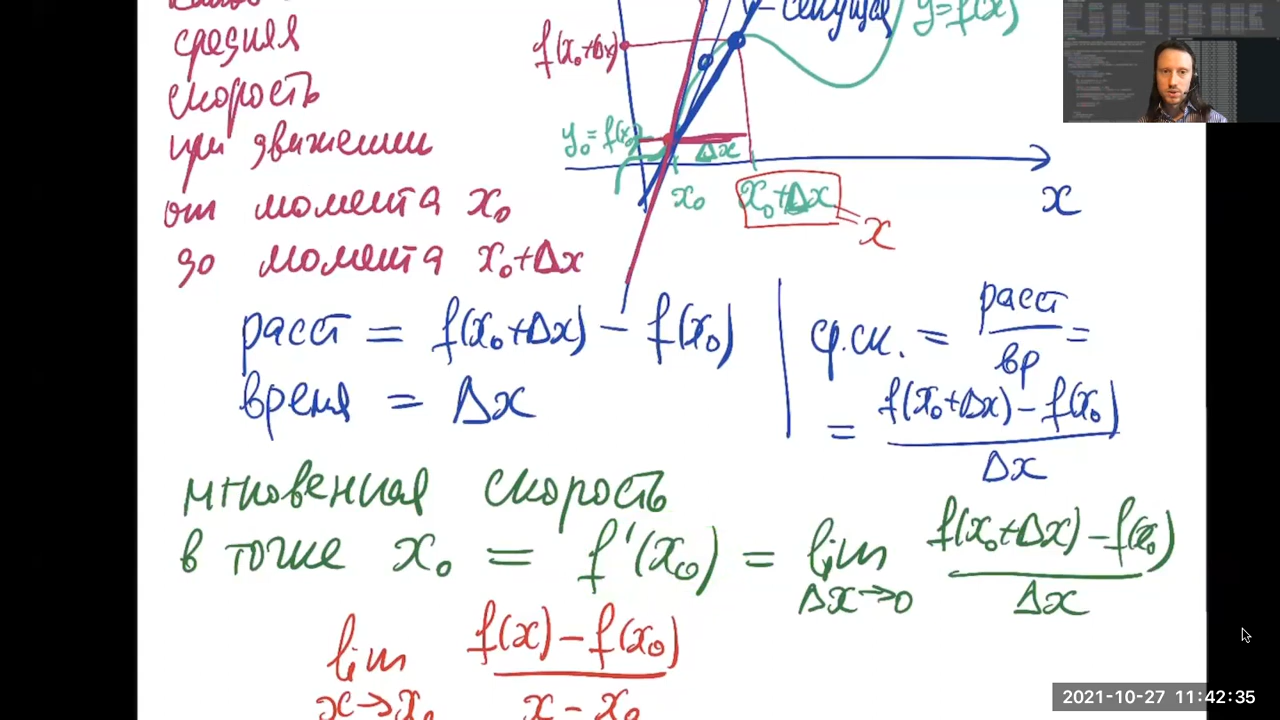 средняя
скорость
при движении
от момента x₀
до момента x₀+Δx
секущая
y=f(x)
f(x₀+Δx)
y₀=f(x₀)
Δx
x₀
x₀+Δx
= x
x
раcст = f(x₀+Δx) − f(x₀)
время = Δx
ср.ск. = расст/вр =
= (f(x₀+Δx) − f(x₀))/Δx
мгновенная скорость
в точке x₀ = f'(x₀) = lim Δx→0 (f(x₀+Δx) − f(x₀))/Δx
lim x→x₀ (f(x) − f(x₀))/(x − x₀)
2021-10-27 11:42:35